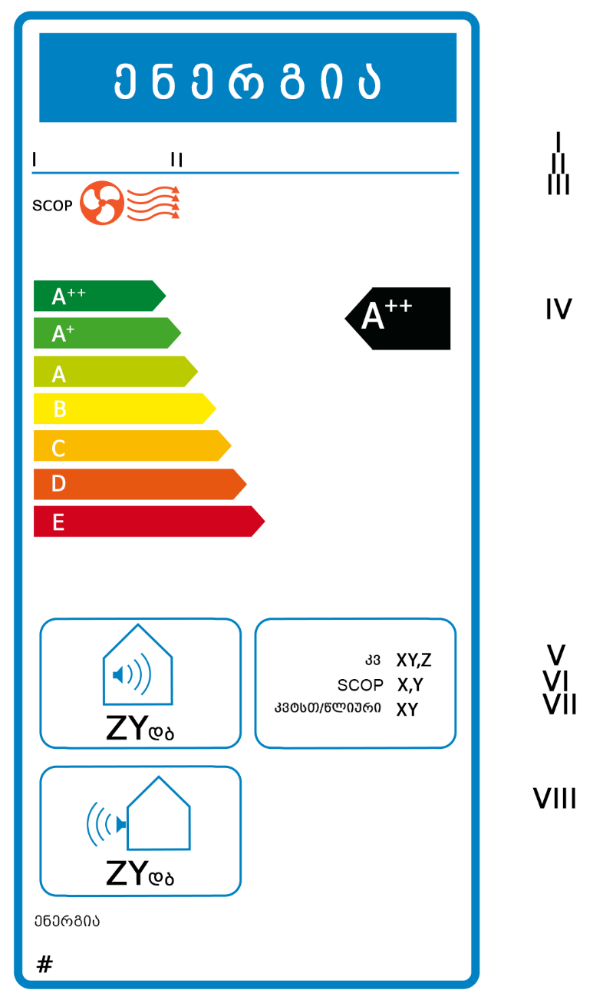 ენერგია
I II
I
II
III
SCOP
A++
A+
A
B
C
D
E
A++
IV
ZYდბ
კვ XY,Z
SCOP X,Y
კვტსთ/წლიური XY
V
VI
VII
ZYდბ
VIII
ენერგია
#